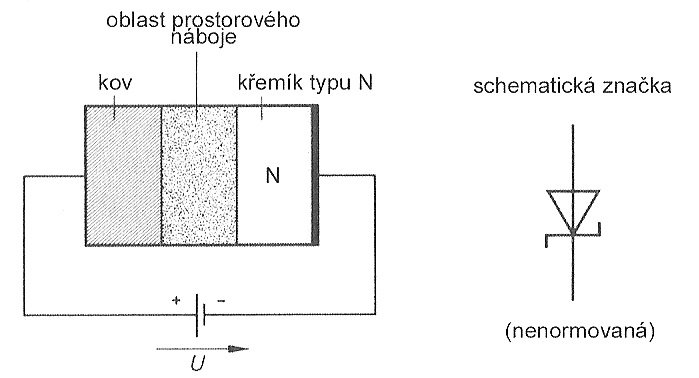 oblast prostorového
náboje
kov
křemík typu N
N
+ -
U
schematická značka
(nenormovaná)